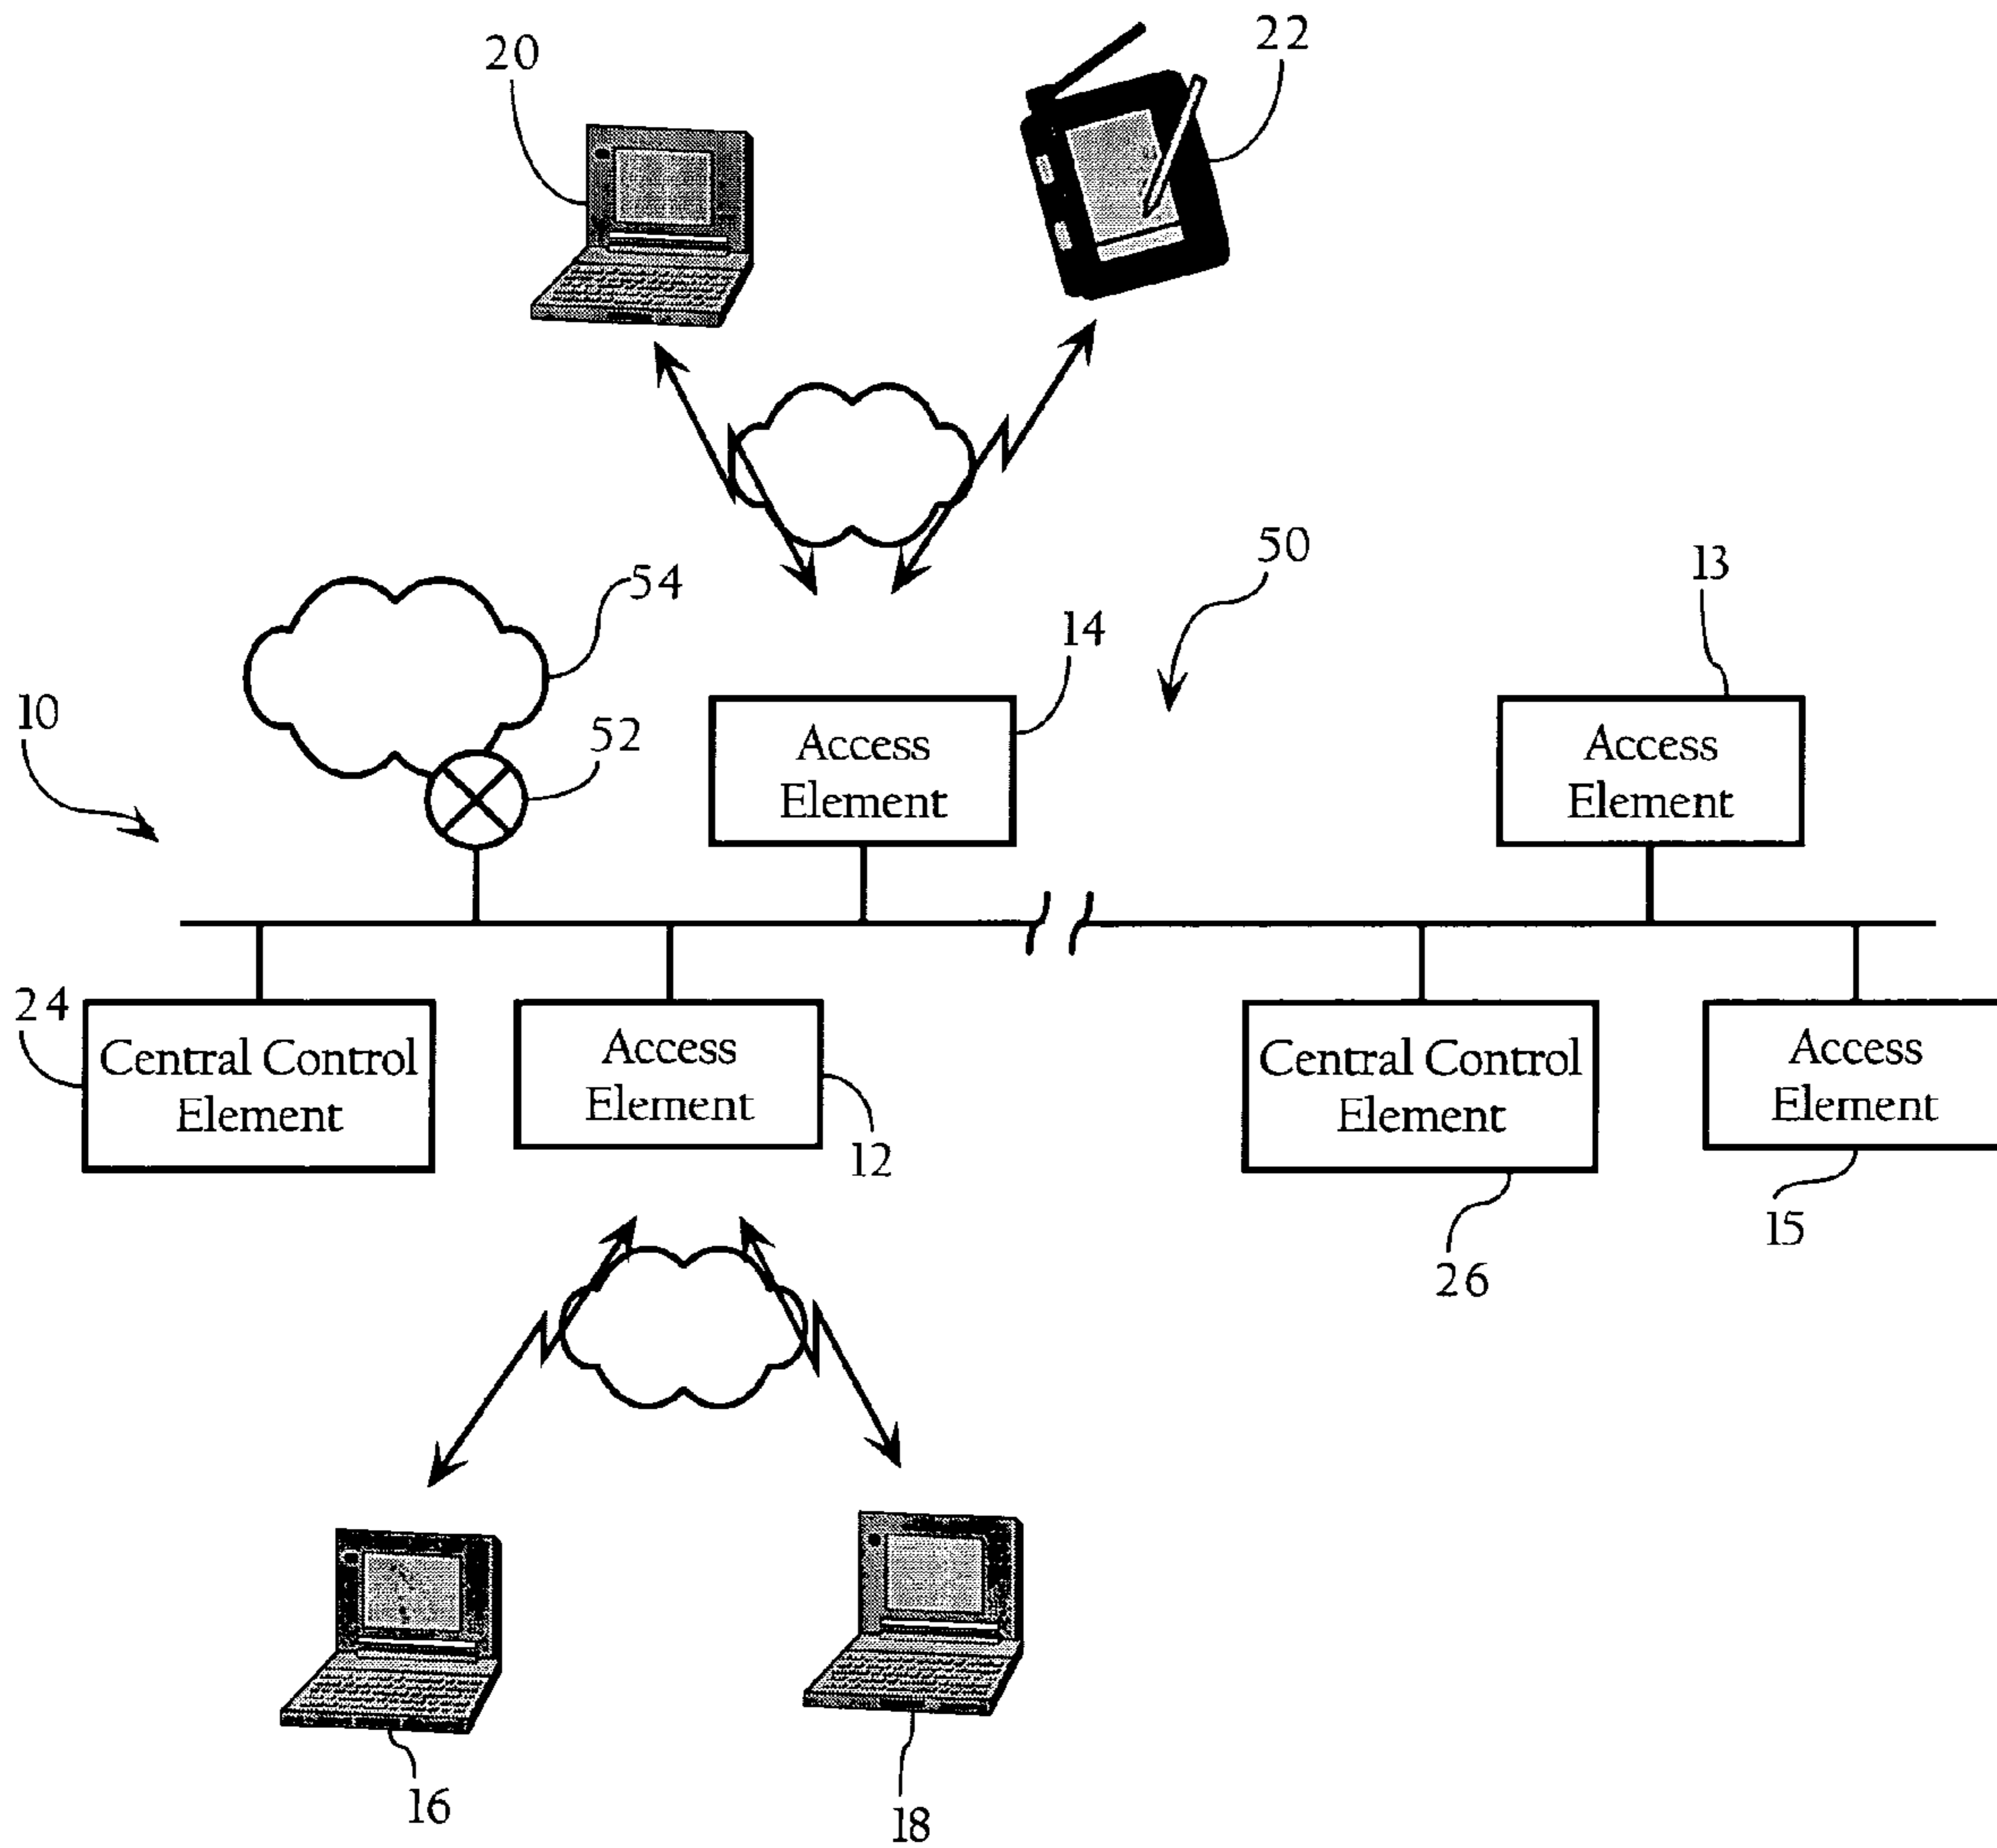 20
22
54
50
13
14
10
52
Access
Element
Access
Element
24
Central Control
Element
Access
Element
12
Central Control
Element
Access
Element
15
26
16
18